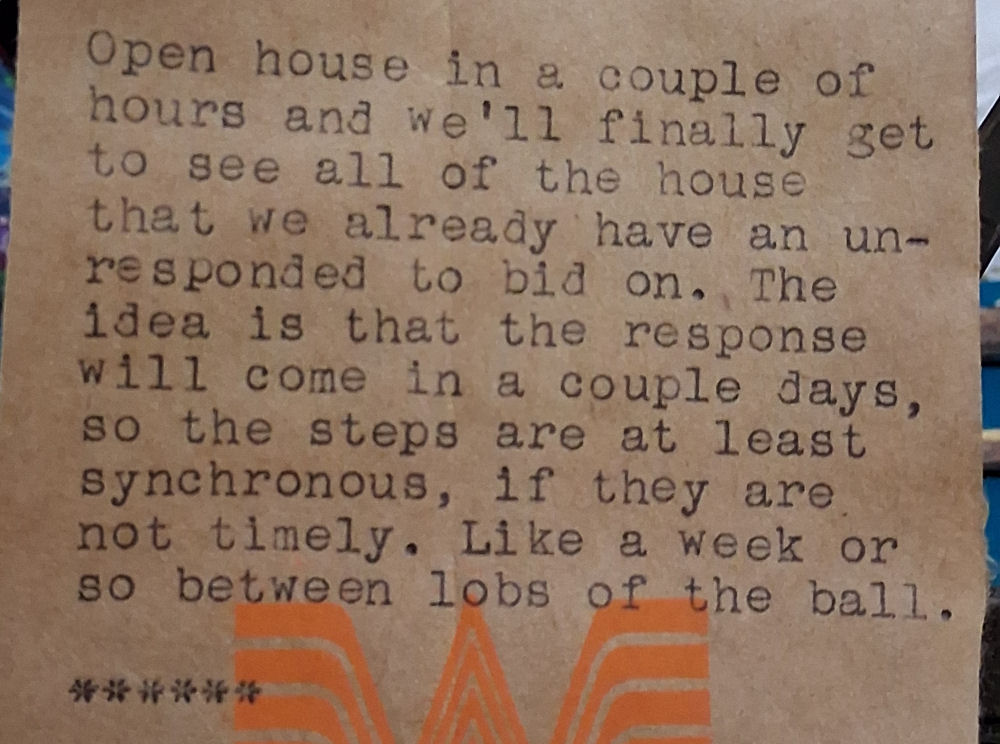 Open house in a couple of
hours and we'll finally get
to see all of the house
that we already have an un-
responded to bid on. The
idea is that the response
will come in a couple days,
so the steps are at least
synchronous, if they are
not timely. Like a week or
so between lobs of the ball.
******